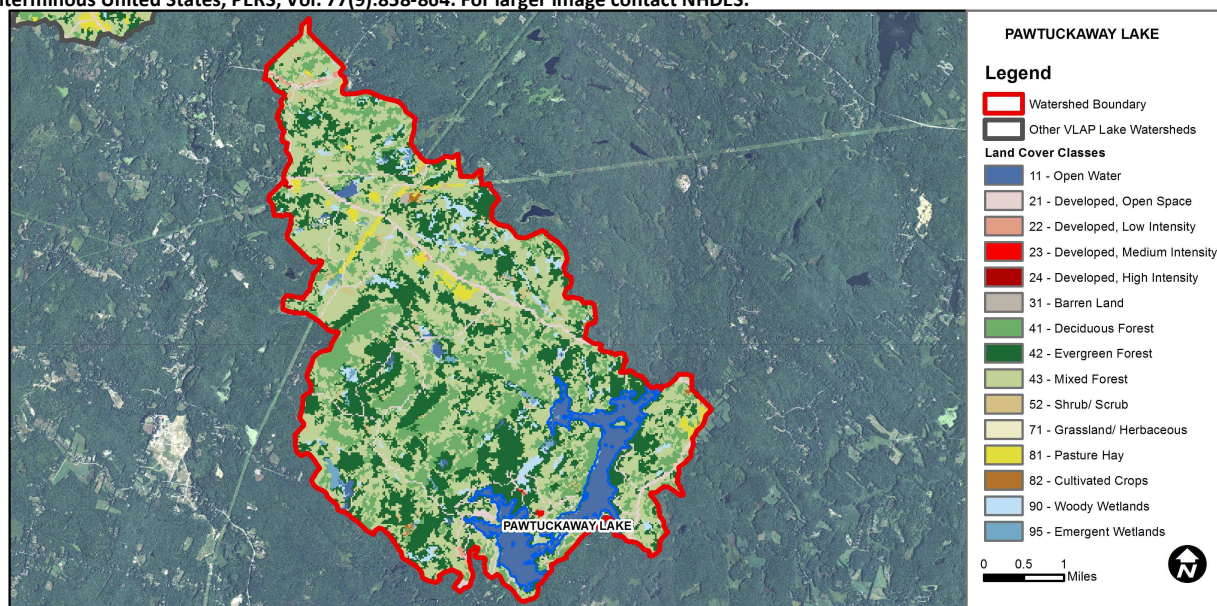 nterminous United States, PERS, Vol. 77(9):858-864. For larger image contact NHDES.
PAWTUCKAWAY LAKE
PAWTUCKAWAY LAKE
Legend
Watershed Boundary
Other VLAP Lake Watersheds
Land Cover Classes
11 - Open Water
21 - Developed, Open Space
22 - Developed, Low Intensity
23 - Developed, Medium Intensity
24 - Developed, High Intensity
31 - Barren Land
41 - Deciduous Forest
42 - Evergreen Forest
43 - Mixed Forest
52 - Shrub/ Scrub
71 - Grassland/ Herbaceous
81 - Pasture Hay
82 - Cultivated Crops
90 - Woody Wetlands
95 - Emergent Wetlands
0 0.5 1
Miles
N